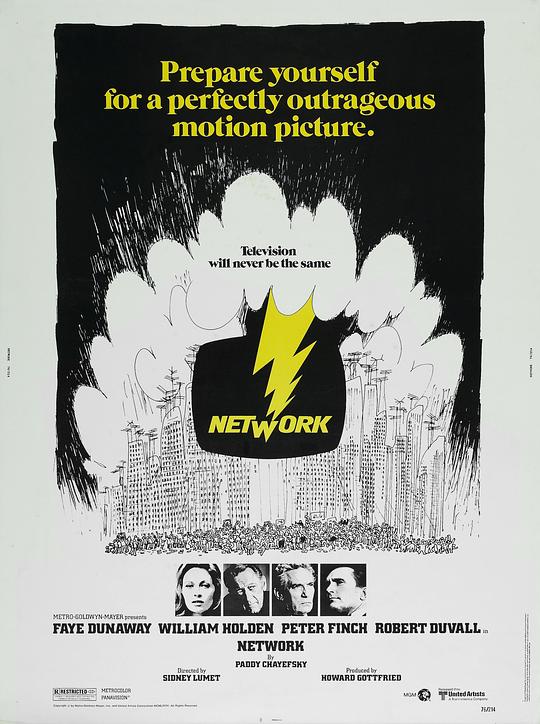 Prepare yourself
for a perfectly outrageous
motion picture.
Television
will never be the same
NETWORK
METRO-GOLDWYN-MAYER presents
FAYE DUNAWAY WILLIAM HOLDEN PETER FINCH ROBERT DUVALL in
NETWORK
By
PADDY CHAYEFSKY
Directed by
SIDNEY LUMET
Produced by
HOWARD GOTTFRIED
R RESTRICTED
METROCOLOR
PANAVISION®
MGM
United Artists
76/214